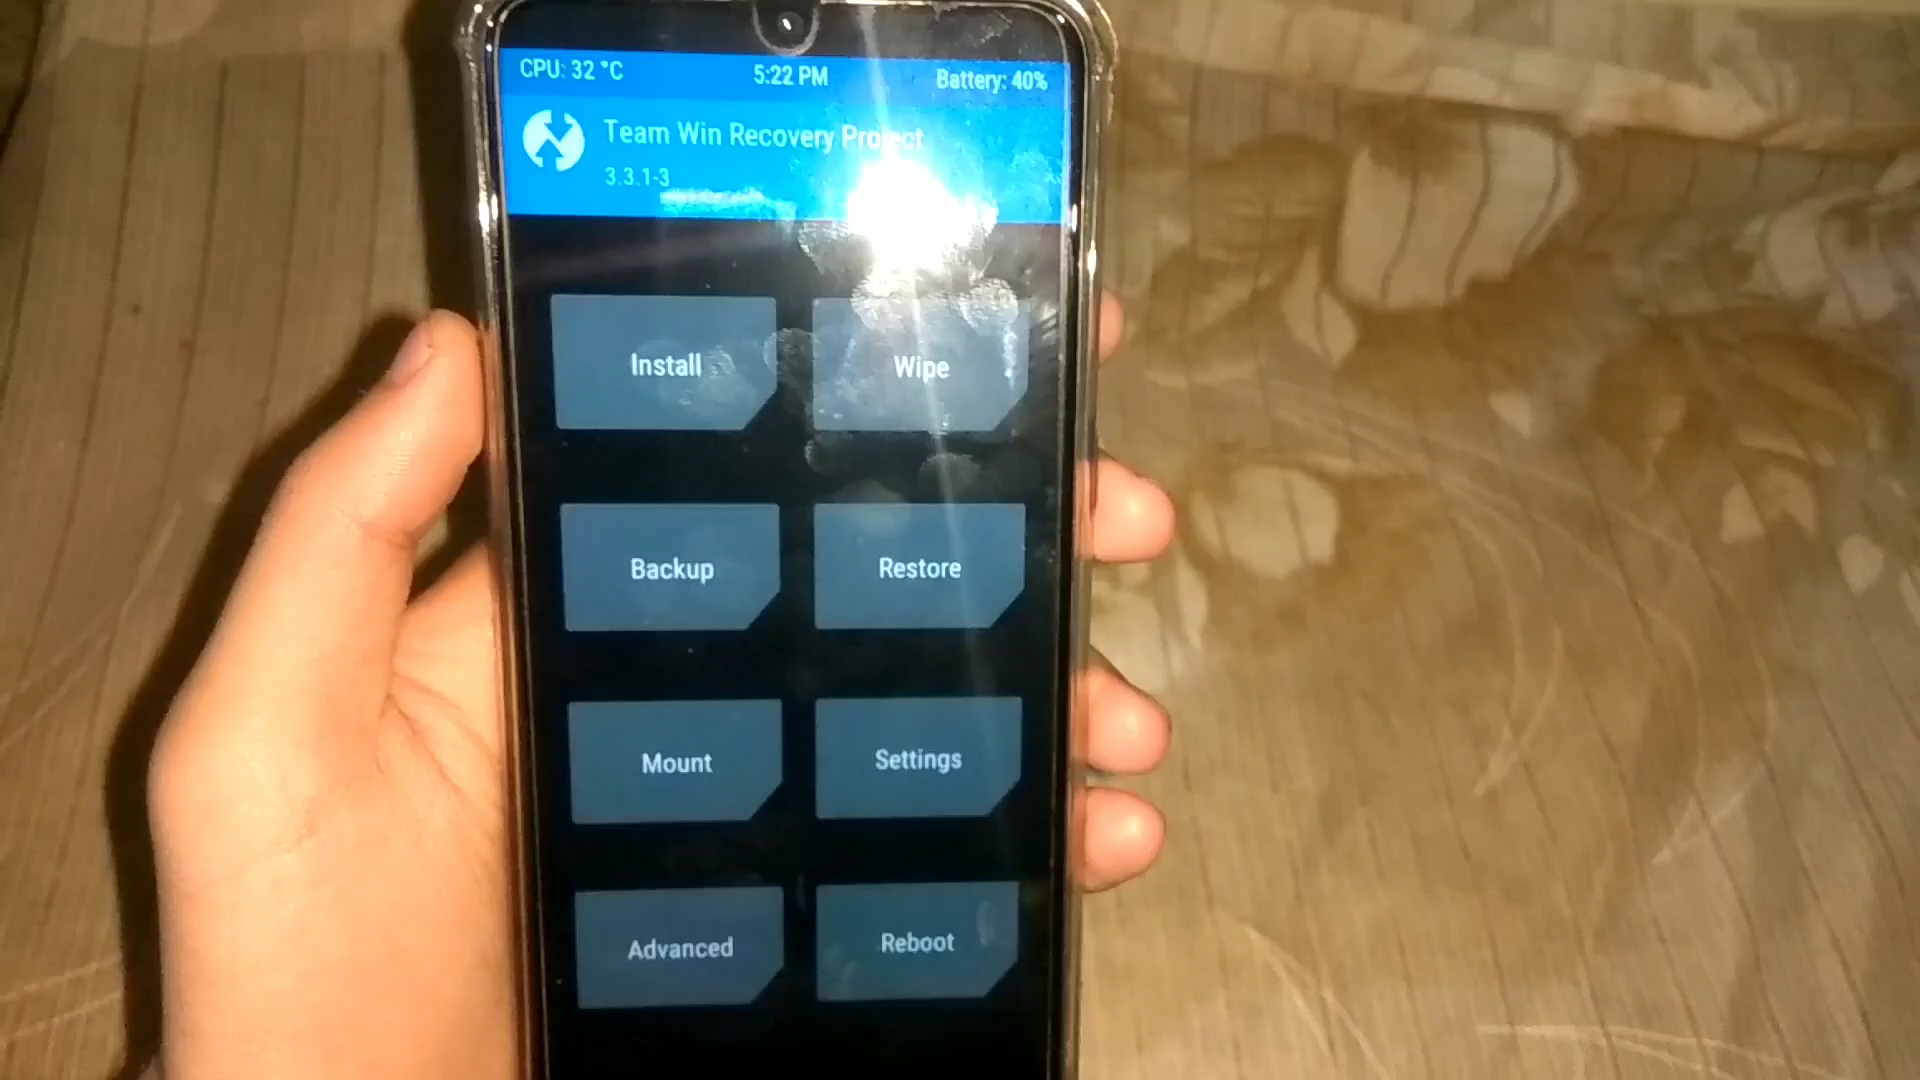 CPU: 32 °C 5:22 PM Battery: 40%
Team Win Recovery Project
3.3.1-3
Install Wipe
Backup Restore
Mount Settings
Advanced Reboot